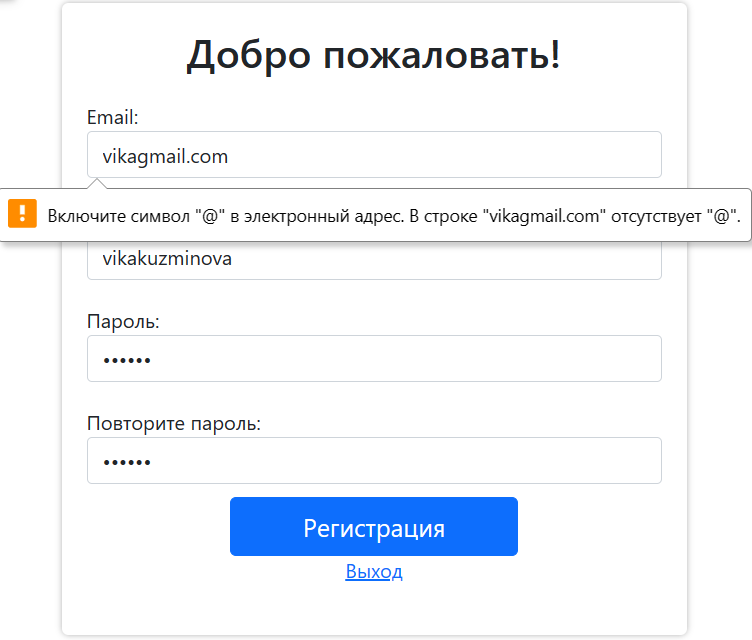 Добро пожаловать!
Email:
vikagmail.com
Включите символ "@" в электронный адрес. В строке "vikagmail.com" отсутствует "@".
vikakuzminova
Пароль:
••••••
Повторите пароль:
••••••
Регистрация
Выход